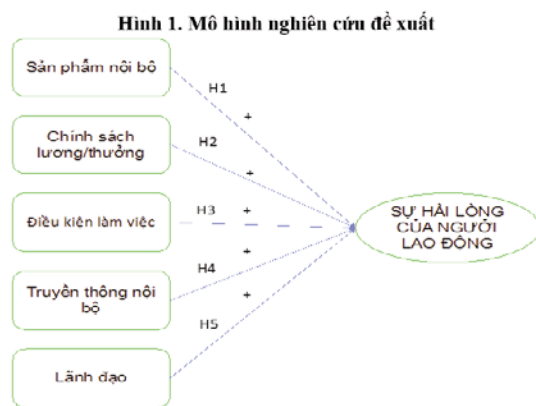 Hình 1. Mô hình nghiên cứu đề xuất
Sản phẩm nội bộ
H1
+
Chính sách
lương/thưởng
H2
+
Điều kiện làm việc
H3
+
SỰ HẢI LÒNG
CỦA NGƯỜI
LAO ĐỘNG
+
Truyền thông nội
bộ
H4
+
H5
Lãnh đạo